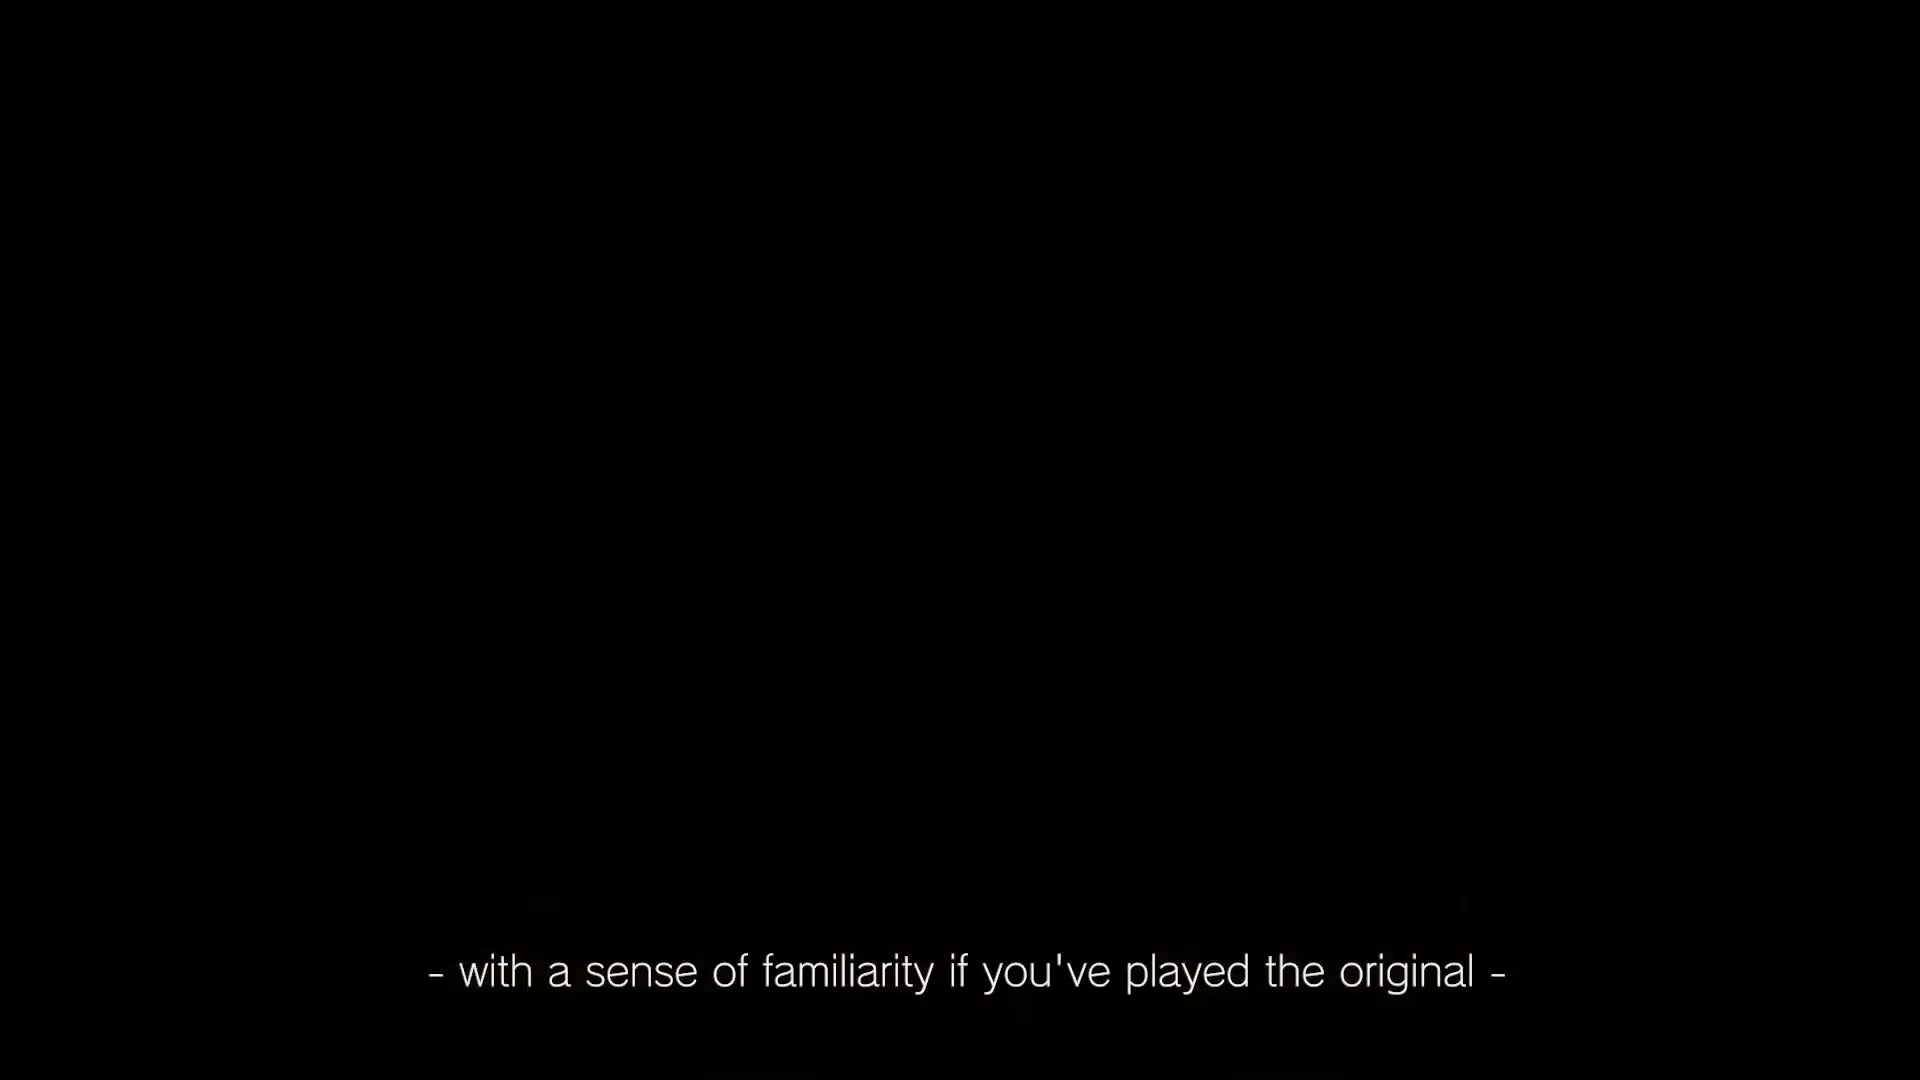 - with a sense of familiarity if you've played the original -